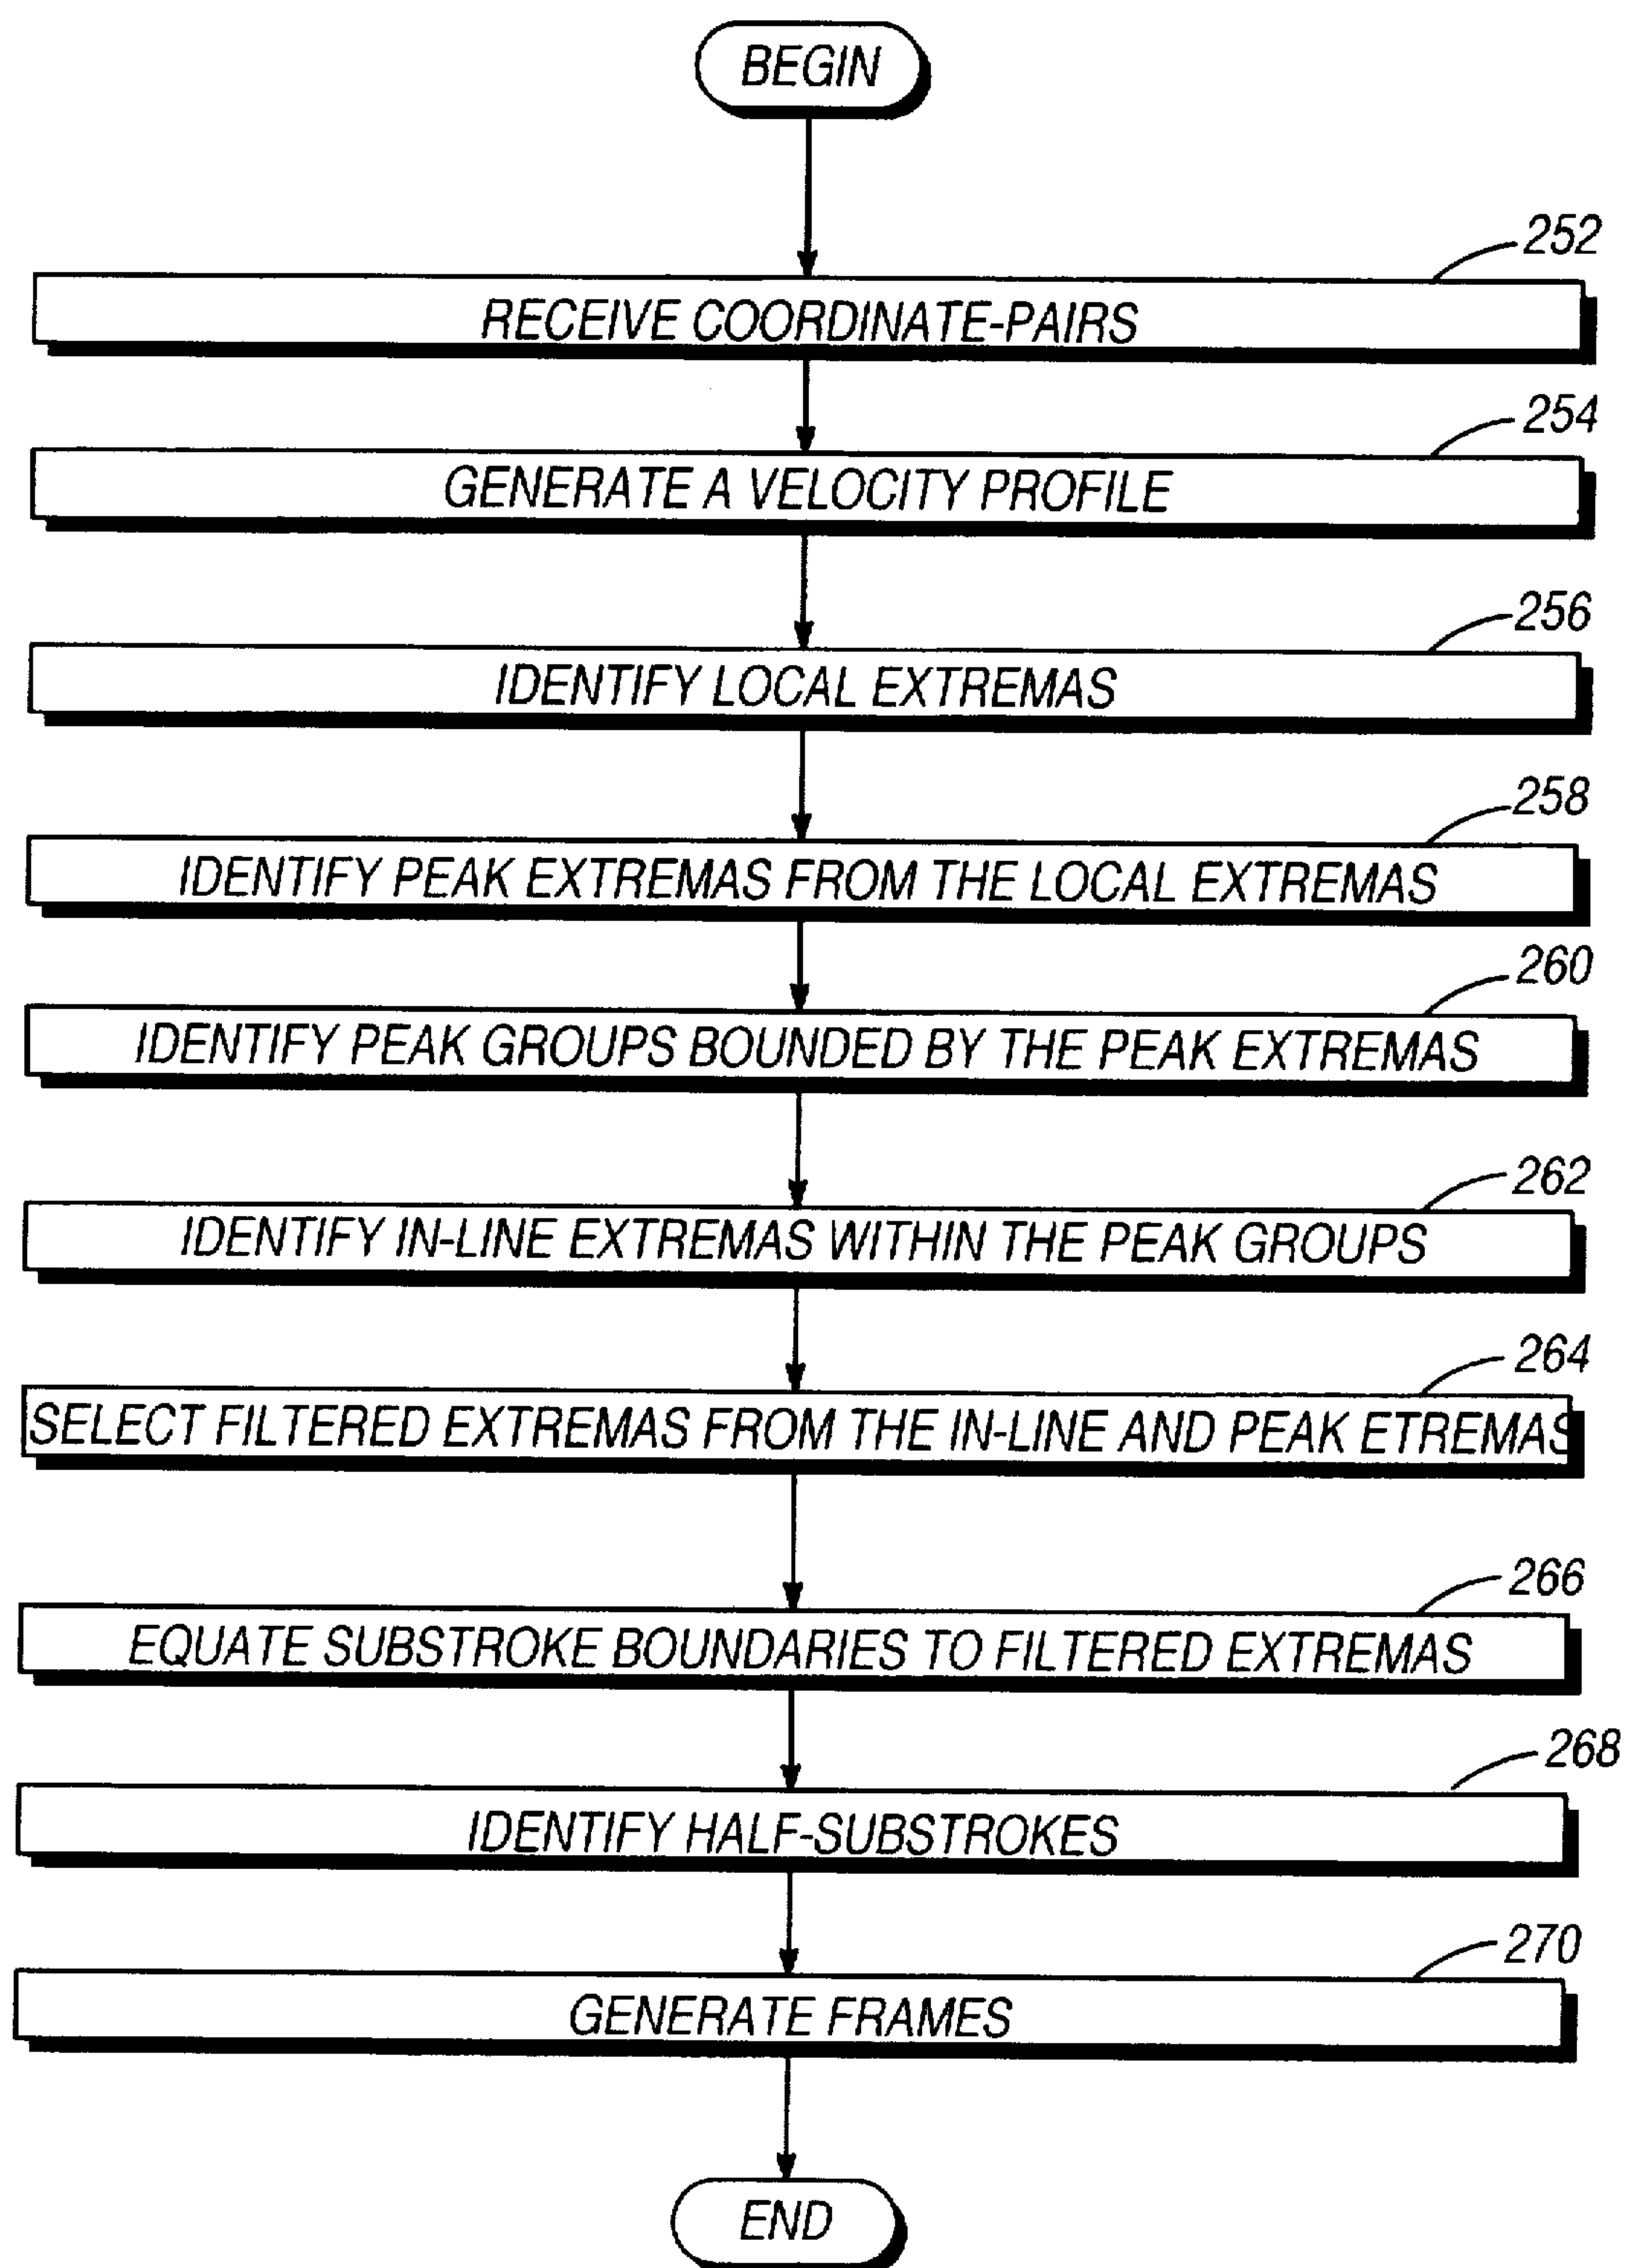 BEGIN
252
RECEIVE COORDINATE-PAIRS
254
GENERATE A VELOCITY PROFILE
256
IDENTIFY LOCAL EXTREMAS
258
IDENTIFY PEAK EXTREMAS FROM THE LOCAL EXTREMAS
260
IDENTIFY PEAK GROUPS BOUNDED BY THE PEAK EXTREMAS
262
IDENTIFY IN-LINE EXTREMAS WITHIN THE PEAK GROUPS
264
SELECT FILTERED EXTREMAS FROM THE IN-LINE AND PEAK ETREMAS
266
EQUATE SUBSTROKE BOUNDARIES TO FILTERED EXTREMAS
268
IDENTIFY HALF-SUBSTROKES
270
GENERATE FRAMES
END